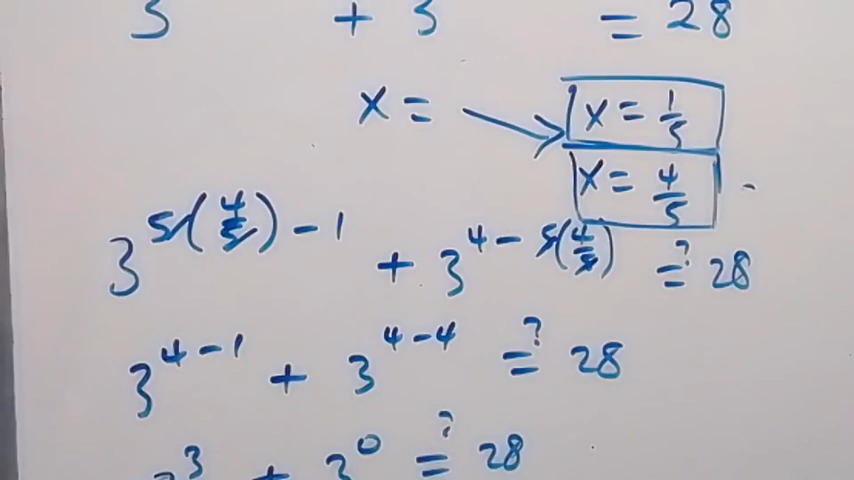 3 + 3 = 28
x = → x = 1/5
x = 4/5
3^(5(4/5) - 1) + 3^(4 - 5(4/5)) =? 28
3^(4-1) + 3^(4-4) =? 28
3^3 + 3^0 =? 28